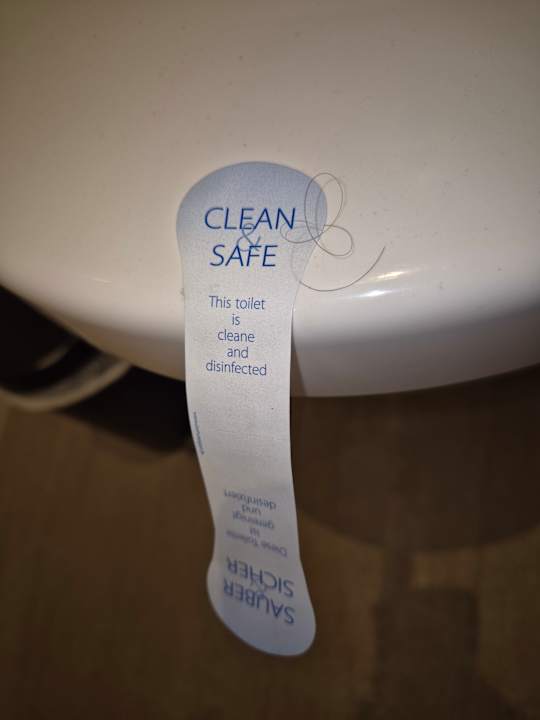 CLEAN
&
SAFE
This toilet
is
cleane
and
disinfected
SAUBER
&
SICHER
Diese Toilette
ist
gereinigt
und
desinfiziert